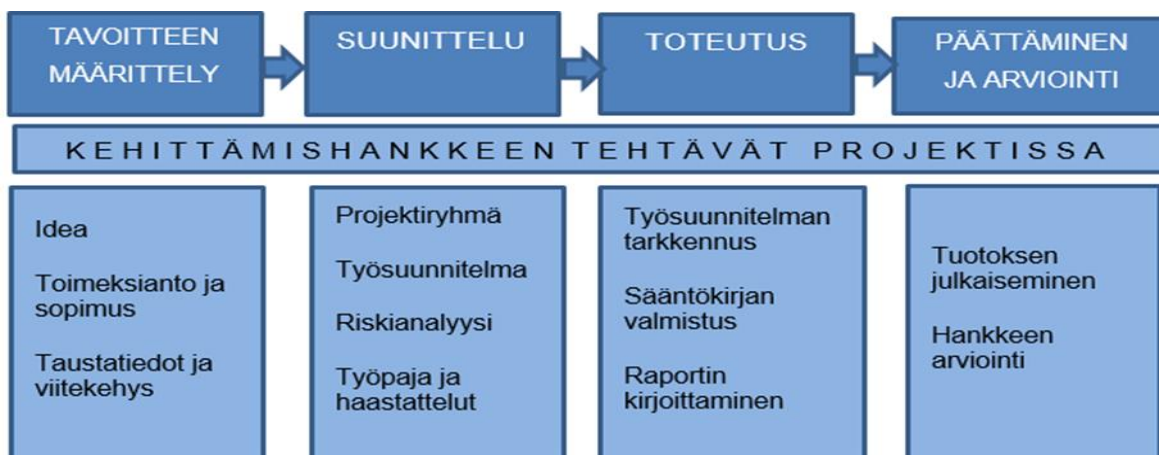 TAVOITTEEN
MÄÄRITTELY
SUUNITTELU
TOTEUTUS
PÄÄTTÄMINEN
JA ARVIOINTI
KEHITTÄMISHANKKEEN TEHTÄVÄT PROJEKTISSA
Idea
Toimeksianto ja
sopimus
Taustatiedot ja
viitekehys
Projektiryhmä
Työsuunnitelma
Riskianalyysi
Työpaja ja
haastattelut
Työsuunnitelman
tarkkennus
Sääntökirjan
valmistus
Raportin
kirjoittaminen
Tuotoksen
julkaiseminen
Hankkeen
arviointi